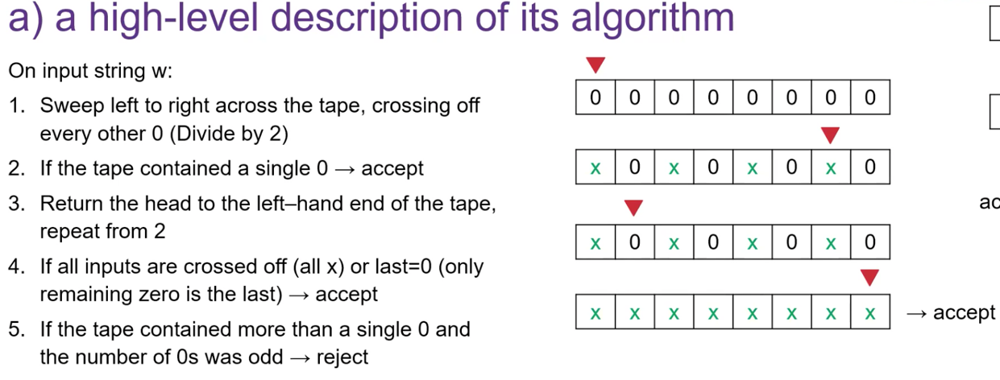 a) a high-level description of its algorithm
On input string w:
1. Sweep left to right across the tape, crossing off
every other 0 (Divide by 2)
2. If the tape contained a single 0 → accept
3. Return the head to the left–hand end of the tape,
repeat from 2
4. If all inputs are crossed off (all x) or last=0 (only
remaining zero is the last) → accept
5. If the tape contained more than a single 0 and
the number of 0s was odd → reject
0 0 0 0 0 0 0 0
x 0 x 0 x 0 x 0
x 0 x 0 x 0 x 0
x x x x x x x x → accept